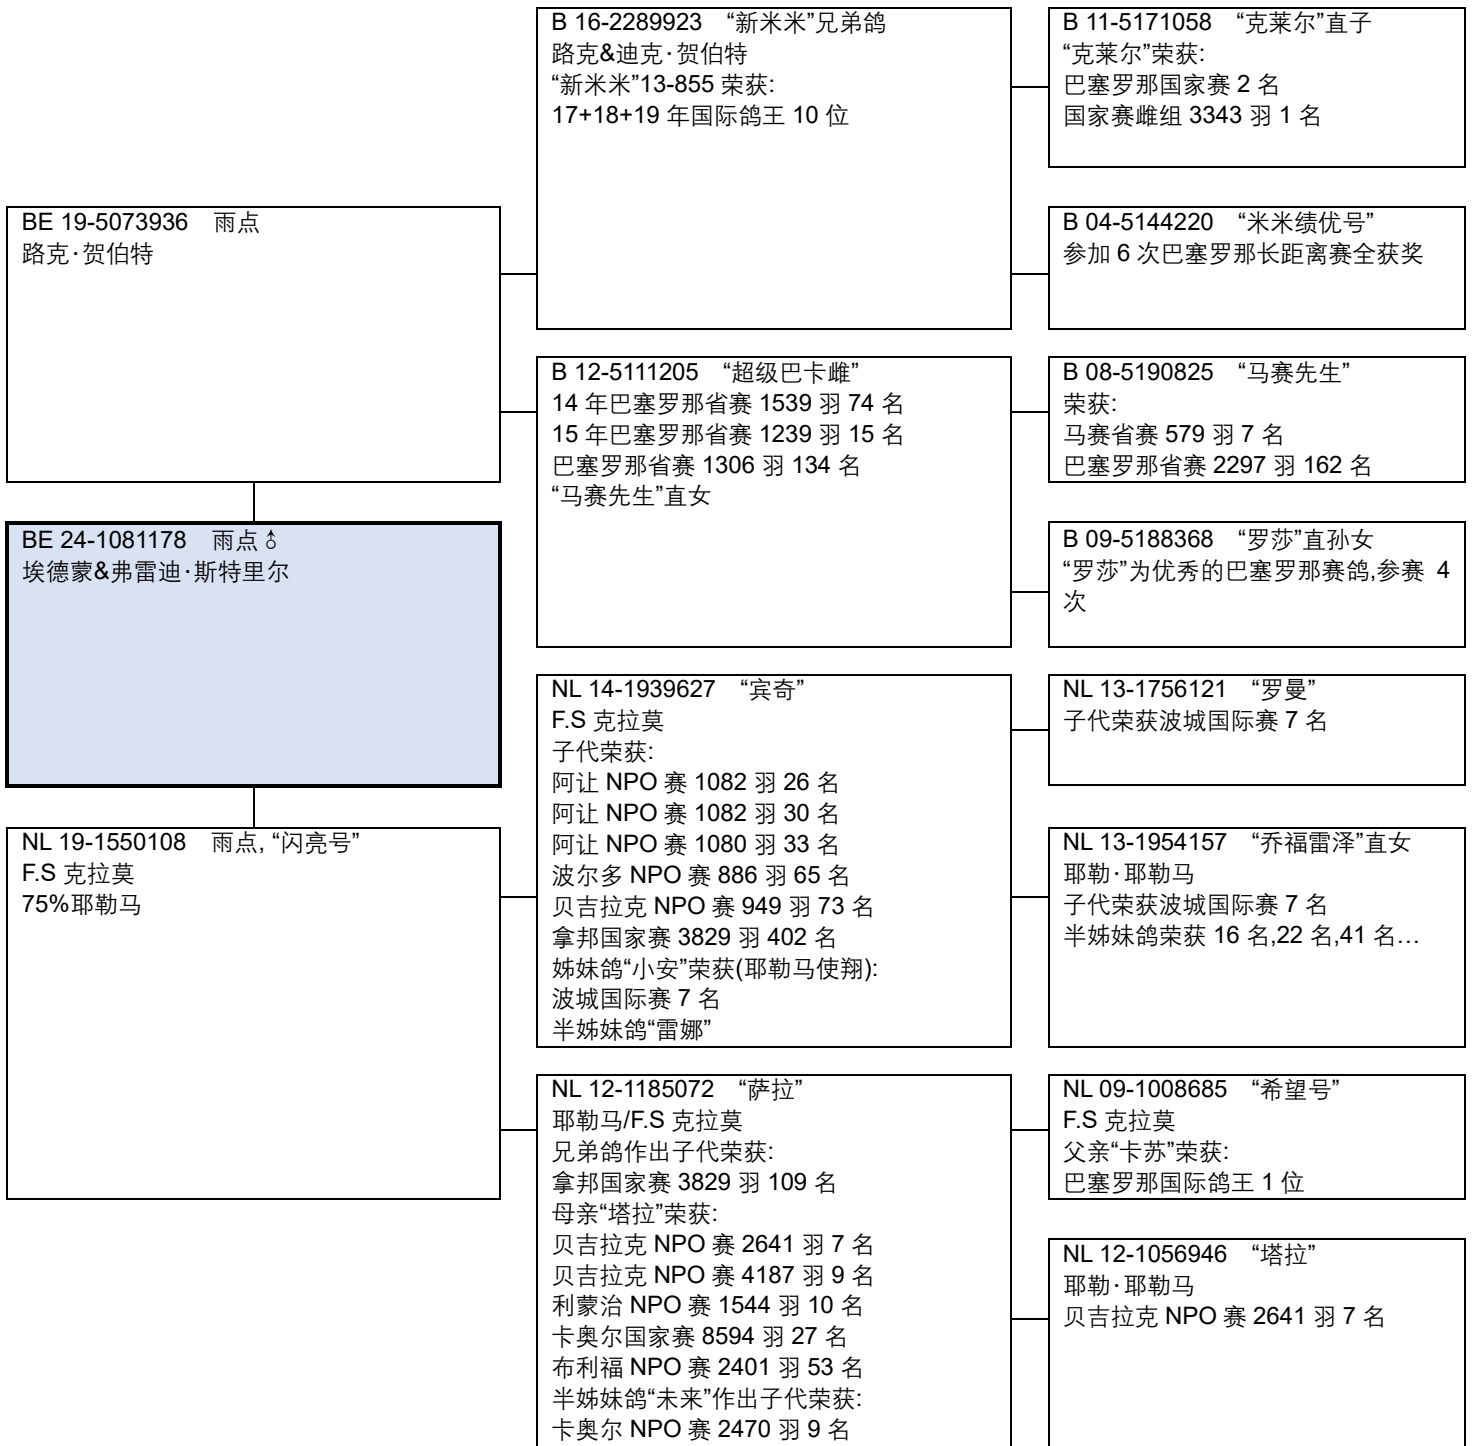 BE 19-5073936 雨点
路克·贺伯特
BE 24-1081178 雨点♂
埃德蒙&弗雷迪·斯特里尔
NL 19-1550108 雨点, “闪亮号”
F.S 克拉莫
75%耶勒马
B 16-2289923 “新米米”兄弟鸽
路克&迪克·贺伯特
“新米米”13-855 荣获:
17+18+19 年国际鸽王 10 位
B 12-5111205 “超级巴卡雌”
14 年巴塞罗那省赛 1539 羽 74 名
15 年巴塞罗那省赛 1239 羽 15 名
巴塞罗那省赛 1306 羽 134 名
“马赛先生”直女
NL 14-1939627 “宾奇”
F.S 克拉莫
子代荣获:
阿让 NPO 赛 1082 羽 26 名
阿让 NPO 赛 1082 羽 30 名
阿让 NPO 赛 1080 羽 33 名
波尔多 NPO 赛 886 羽 65 名
贝吉拉克 NPO 赛 949 羽 73 名
拿邦国家赛 3829 羽 402 名
姊妹鸽“小安”荣获(耶勒马使翔):
波城国际赛 7 名
半姊妹鸽“雷娜”
NL 12-1185072 “萨拉”
耶勒马/F.S 克拉莫
兄弟鸽作出子代荣获:
拿邦国家赛 3829 羽 109 名
母亲“塔拉”荣获:
贝吉拉克 NPO 赛 2641 羽 7 名
贝吉拉克 NPO 赛 4187 羽 9 名
利蒙治 NPO 赛 1544 羽 10 名
卡奥尔国家赛 8594 羽 27 名
布利福 NPO 赛 2401 羽 53 名
半姊妹鸽“未来”作出子代荣获:
卡奥尔 NPO 赛 2470 羽 9 名
B 11-5171058 “克莱尔”直子
“克莱尔”荣获:
巴塞罗那国家赛 2 名
国家赛雌组 3343 羽 1 名
B 04-5144220 “米米绩优号”
参加 6 次巴塞罗那长距离赛全获奖
B 08-5190825 “马赛先生”
荣获:
马赛省赛 579 羽 7 名
巴塞罗那省赛 2297 羽 162 名
B 09-5188368 “罗莎”直孙女
“罗莎”为优秀的巴塞罗那赛鸽,参赛 4
次
NL 13-1756121 “罗曼”
子代荣获波城国际赛 7 名
NL 13-1954157 “乔福雷泽”直女
耶勒·耶勒马
子代荣获波城国际赛 7 名
半姊妹鸽荣获 16 名,22 名,41 名…
NL 09-1008685 “希望号”
F.S 克拉莫
父亲“卡苏”荣获:
巴塞罗那国际鸽王 1 位
NL 12-1056946 “塔拉”
耶勒·耶勒马
贝吉拉克 NPO 赛 2641 羽 7 名